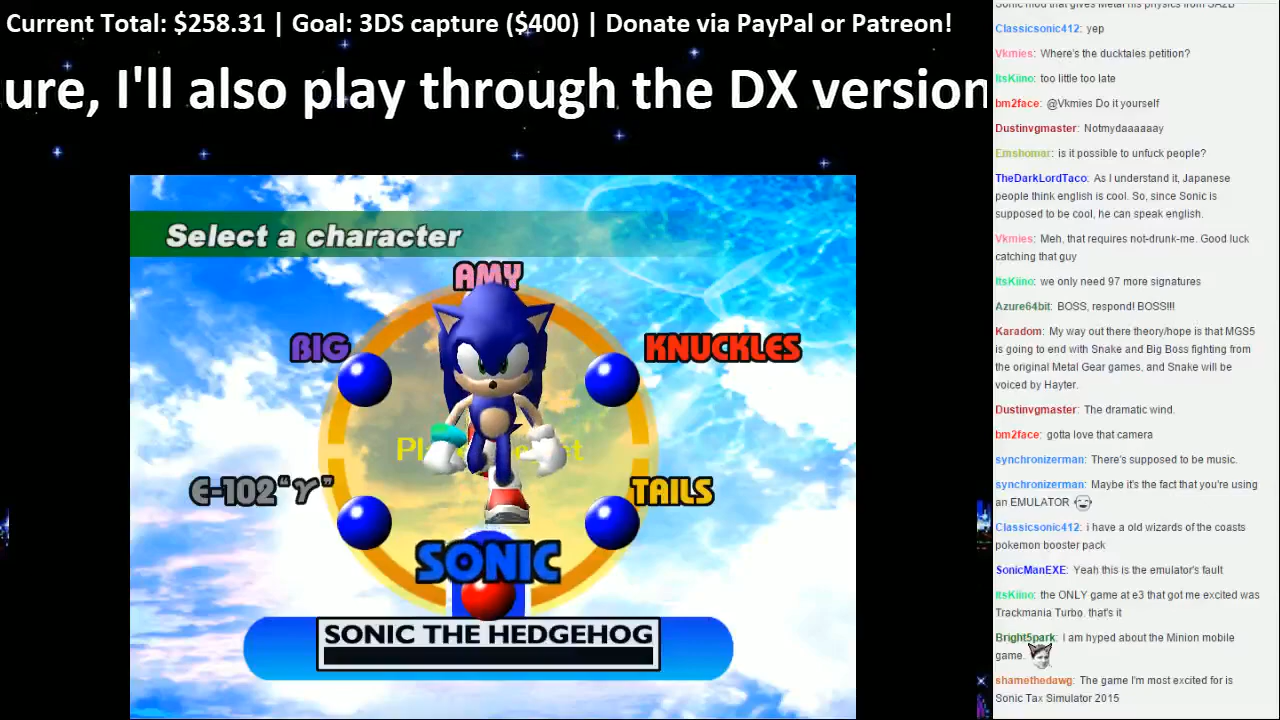 Current Total: $258.31 | Goal: 3DS capture ($400) | Donate via PayPal or Patreon!
ure, I'll also play through the DX version
Select a character
AMY
BIG
KNUCKLES
E-102"γ"
TAILS
SONIC
SONIC THE HEDGEHOG
Sonic mod that gives Metal his physics from SA2B
Classicsonic412: yep
Vkmies: Where's the ducktales petition?
ItsKiino: too little too late
bm2face: @Vkmies Do it yourself
Dustinvgmaster: Notmydaaaaaay
Emshomar: is it possible to unfuck people?
TheDarkLordTaco: As I understand it, Japanese
people think english is cool. So, since Sonic is
supposed to be cool, he can speak english.
Vkmies: Meh, that requires not-drunk-me. Good luck
catching that guy
ItsKiino: we only need 97 more signatures
Azure64bit: BOSS, respond! BOSS!!!
Karadom: My way out there theory/hope is that MGS5
is going to end with Snake and Big Boss fighting from
the original Metal Gear games, and Snake will be
voiced by Hayter.
Dustinvgmaster: The dramatic wind.
bm2face: gotta love that camera
synchronizerman: There's supposed to be music.
synchronizerman: Maybe it's the fact that you're using
an EMULATOR
Classicsonic412: i have a old wizards of the coasts
pokemon booster pack
SonicManEXE: Yeah this is the emulator's fault
ItsKiino: the ONLY game at e3 that got me excited was
Trackmania Turbo. that's it
Bright5park: I am hyped about the Minion mobile
game.
shamethedawg: The game I'm most excited for is
Sonic Tax Simulator 2015